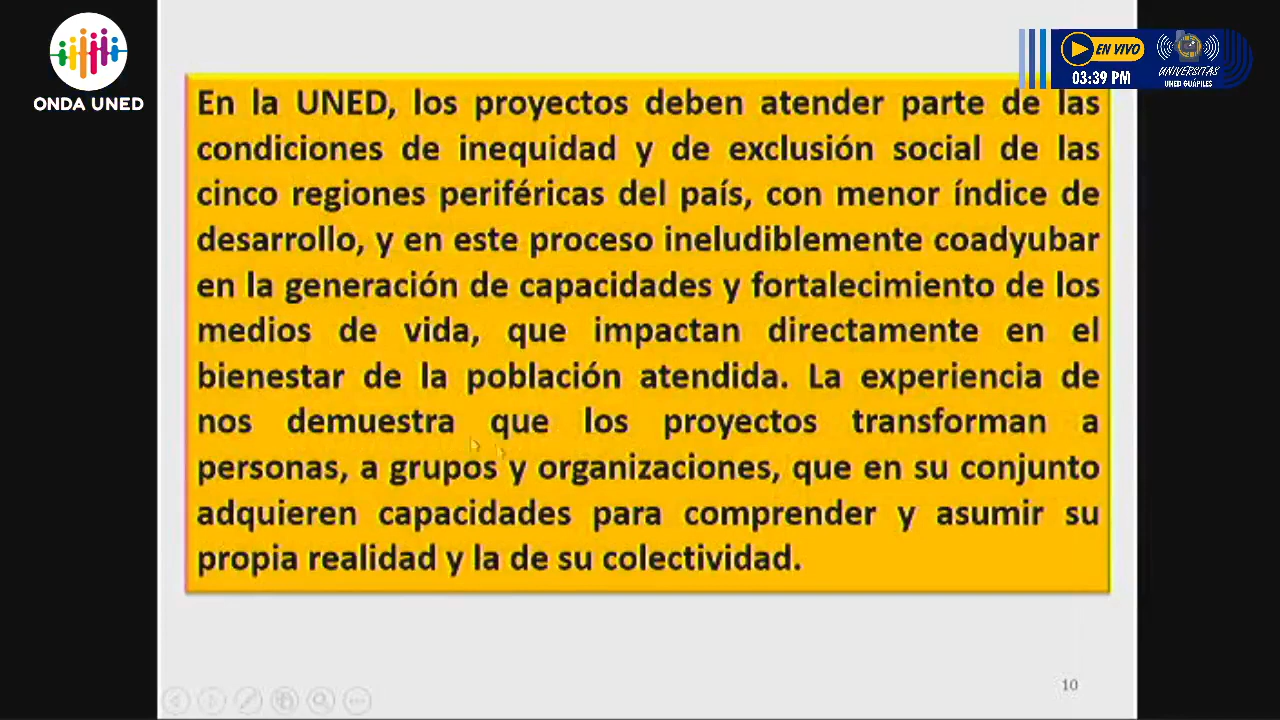 ONDA UNED
EN VIVO
03:39 PM
UNIVERSITAS
UNED GUÁPILES
En la UNED, los proyectos deben atender parte de las
condiciones de inequidad y de exclusión social de las
cinco regiones periféricas del país, con menor índice de
desarrollo, y en este proceso ineludiblemente coadyubar
en la generación de capacidades y fortalecimiento de los
medios de vida, que impactan directamente en el
bienestar de la población atendida. La experiencia de
nos demuestra que los proyectos transforman a
personas, a grupos y organizaciones, que en su conjunto
adquieren capacidades para comprender y asumir su
propia realidad y la de su colectividad.
10